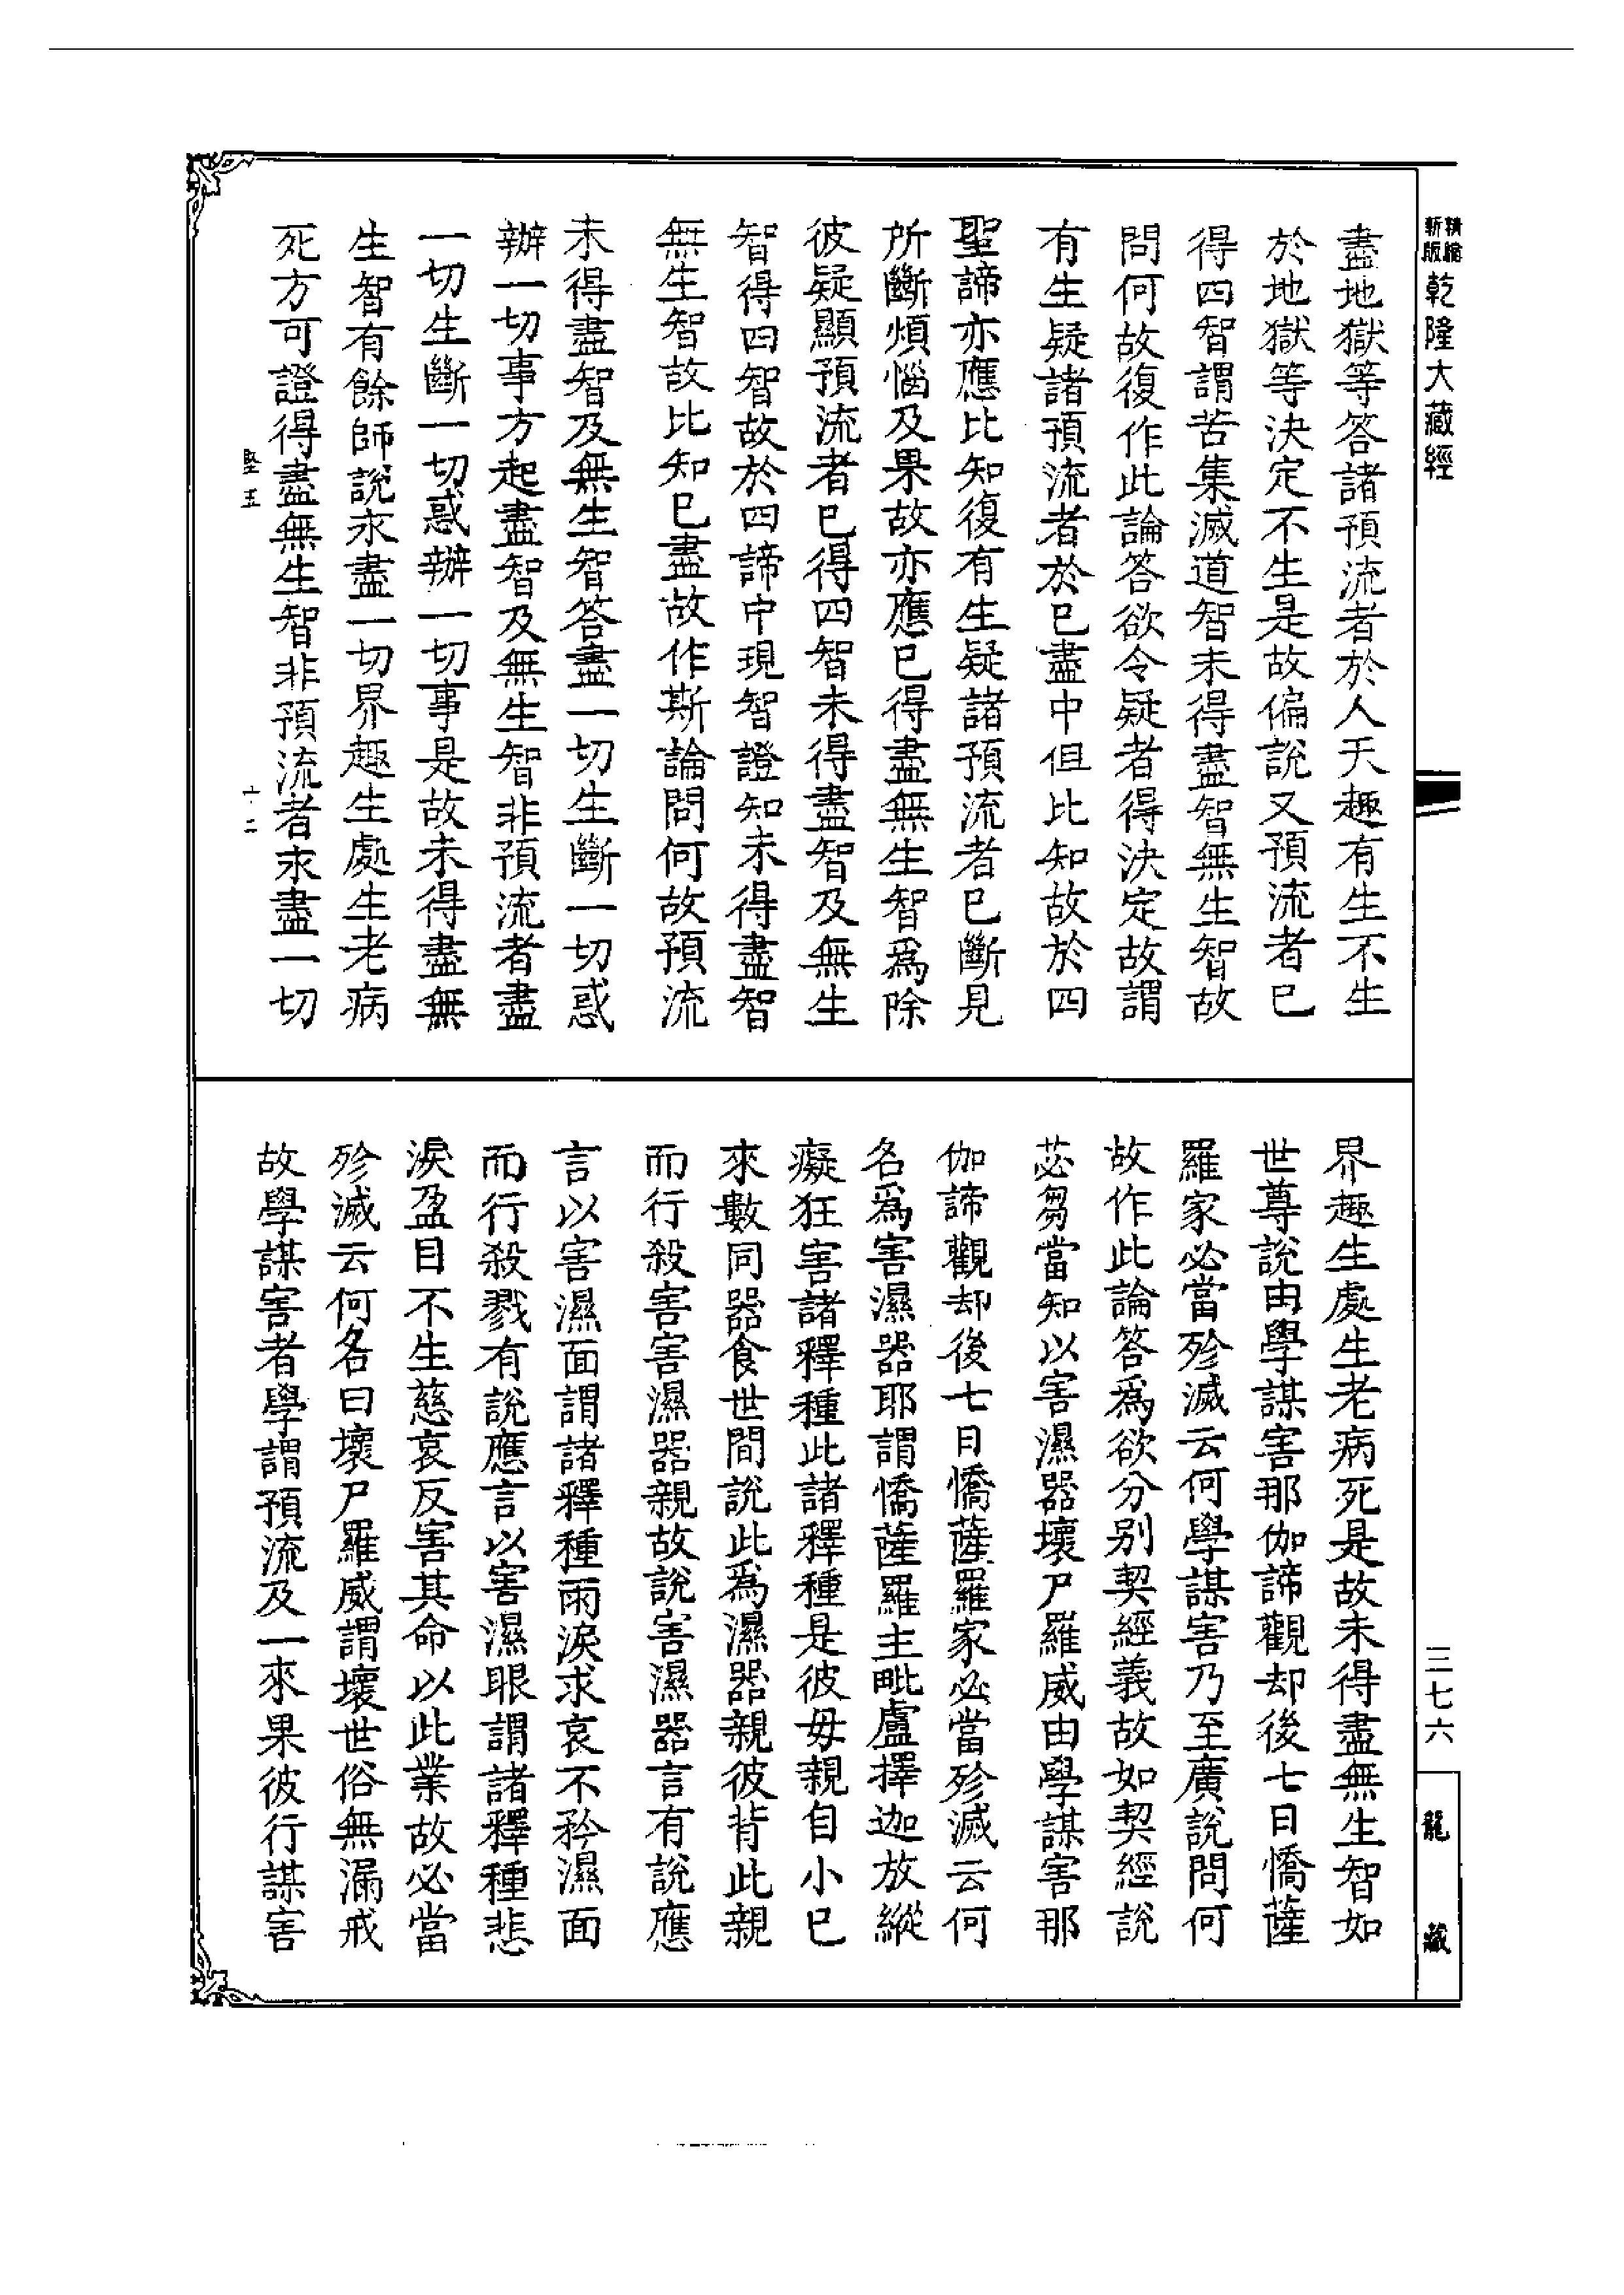 精縮新版乾隆大藏經
盡地獄等答諸預流者於人天趣有生不生
於地獄等決定不生是故偏說又預流者已
得四智謂苦集滅道智未得盡智無生智故
問何故復作此論答欲令疑者得決定故謂
有生疑諸預流者於已盡中但比知故於四
聖諦亦應比知復有生疑諸預流者已斷見
所斷煩惱及果故亦應已得盡無生智為除
彼疑顯預流者已得四智未得盡智及無生
智得四智故於四諦中現智證知未得盡智
無生智故比知已盡故作斯論問何故預流
未得盡智及無生智答盡一切生斷一切惑
辦一切事方起盡智及無生智非預流者盡
一切生斷一切惑辦一切事是故未得盡無
生智有餘師說求盡一切界趣生處生老病
死方可證得盡無生智非預流者求盡一切
堅五 十二
界趣生處生老病死是故未得盡無生智如
世尊說由學謀害那伽諦觀却後七日憍薩
羅家必當殄滅云何學謀害乃至廣說問何
故作此論答為欲分別契經義故如契經說
苾芻當知以害濕器壞尸羅威由學謀害那
伽諦觀却後七日憍薩羅家必當殄滅云何
名為害濕器耶謂憍薩羅主毗盧擇迦放縱
癡狂害諸釋種此諸釋種是彼母親自小已
來數同器食世間說此為濕器親彼背此親
而行殺害害濕器親故說害濕器言有說應
言以害濕面謂諸釋種雨淚求哀不矜濕面
而行殺戮有說應言以害濕眼謂諸釋種悲
淚盈目不生慈哀反害其命以此業故必當
殄滅云何名曰壞尸羅威謂壞世俗無漏戒
故學謀害者學謂預流及一來果彼行謀害
三七六
龍藏